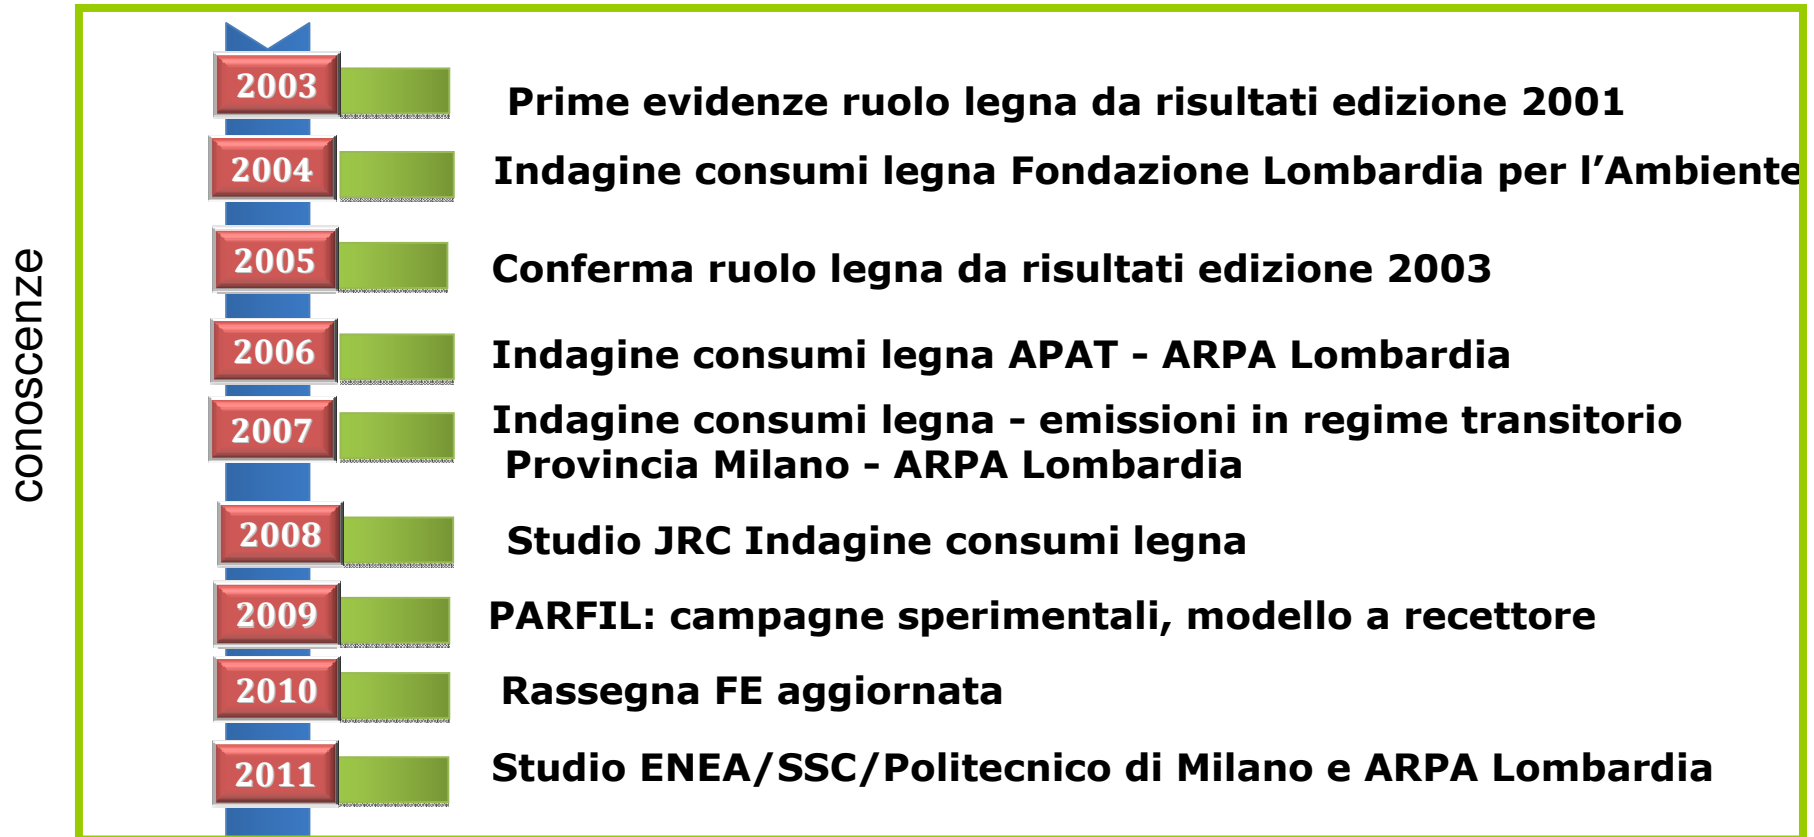 conoscenze
2003
Prime evidenze ruolo legna da risultati edizione 2001
2004
Indagine consumi legna Fondazione Lombardia per l’Ambiente
2005
Conferma ruolo legna da risultati edizione 2003
2006
Indagine consumi legna APAT - ARPA Lombardia
2007
Indagine consumi legna - emissioni in regime transitorio
Provincia Milano - ARPA Lombardia
2008
Studio JRC Indagine consumi legna
2009
PARFIL: campagne sperimentali, modello a recettore
2010
Rassegna FE aggiornata
2011
Studio ENEA/SSC/Politecnico di Milano e ARPA Lombardia